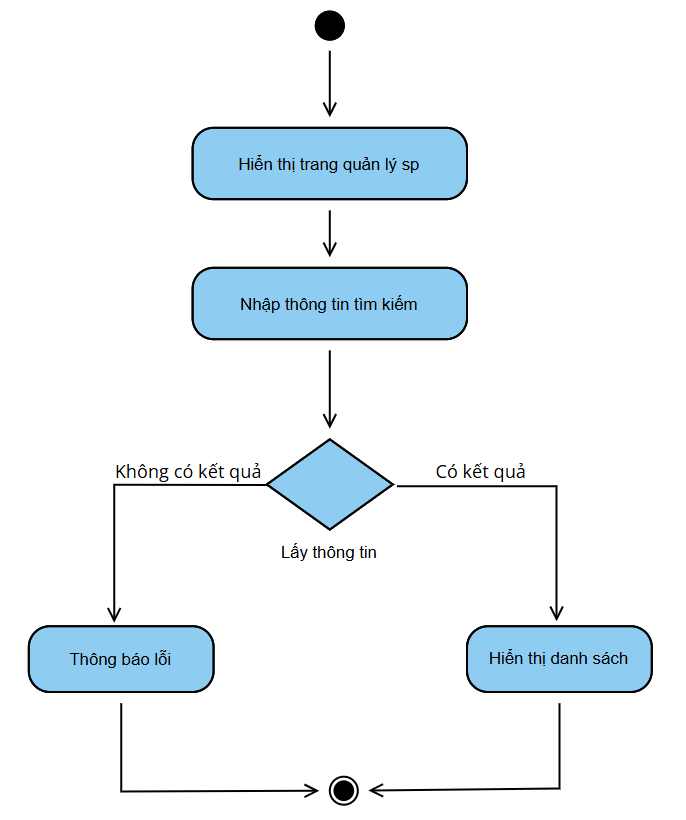 Hiển thị trang quản lý sp
Nhập thông tin tìm kiếm
Không có kết quả
Có kết quả
Lấy thông tin
Thông báo lỗi
Hiển thị danh sách